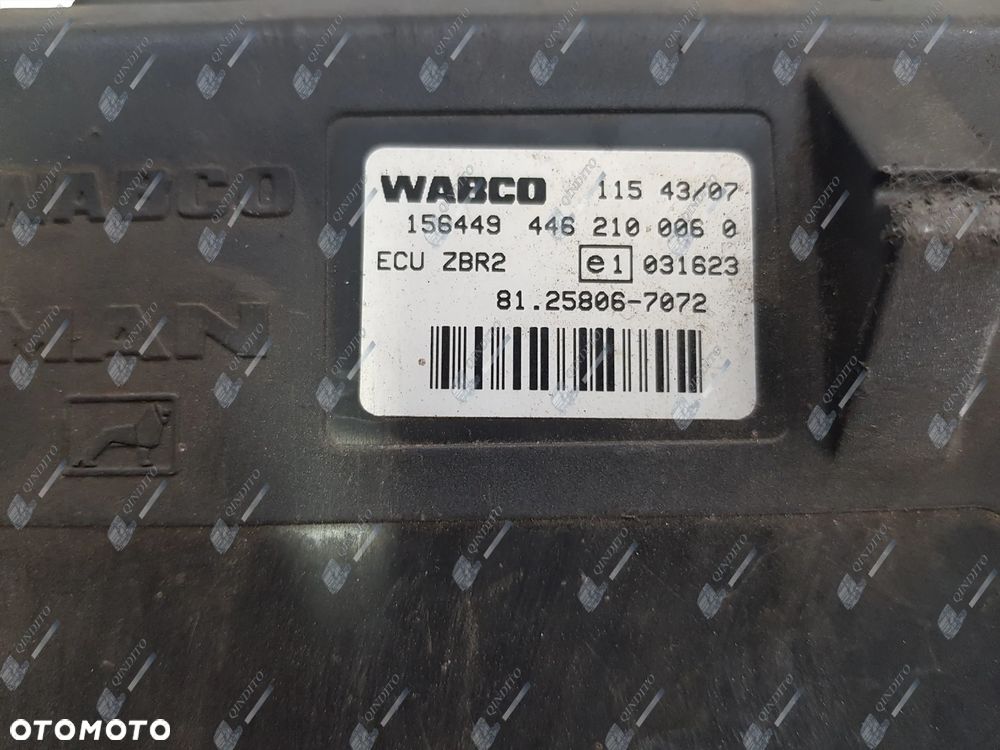 WABCO 115 43/07
156449 446 210 006 0
ECU ZBR2 e1 031623
81.25806-7072
WABCO
MAN
QINDITO
OTOMOTO